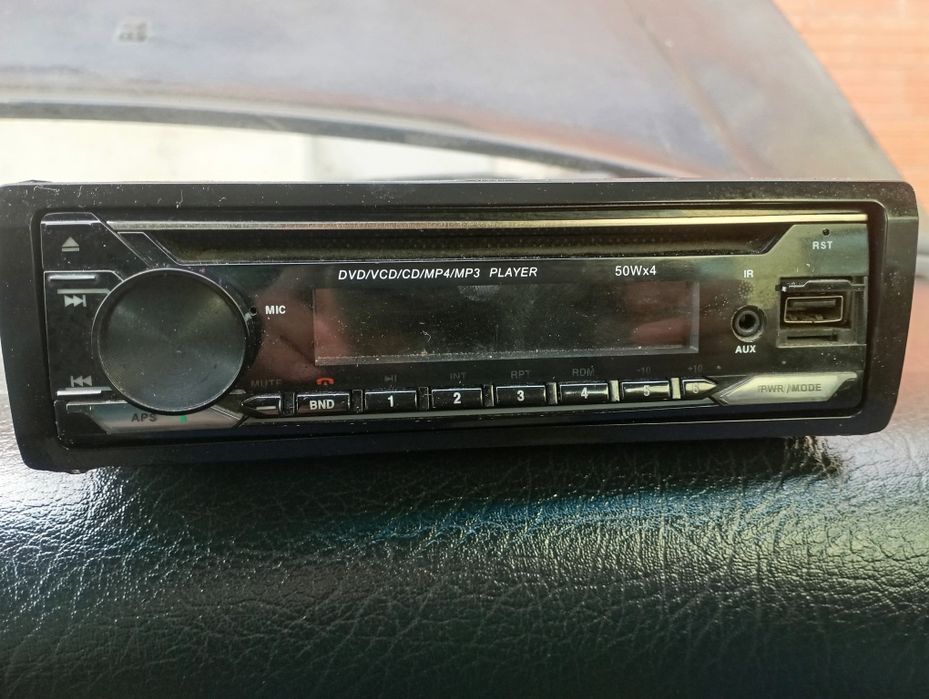 RST
DVD/VCD/CD/MP4/MP3 PLAYER
50Wx4
IR
MIC
AUX
MUTE
INT
RPT
RDM
-10
+10
BND
1
2
3
4
5
6
PWR/MODE
APS